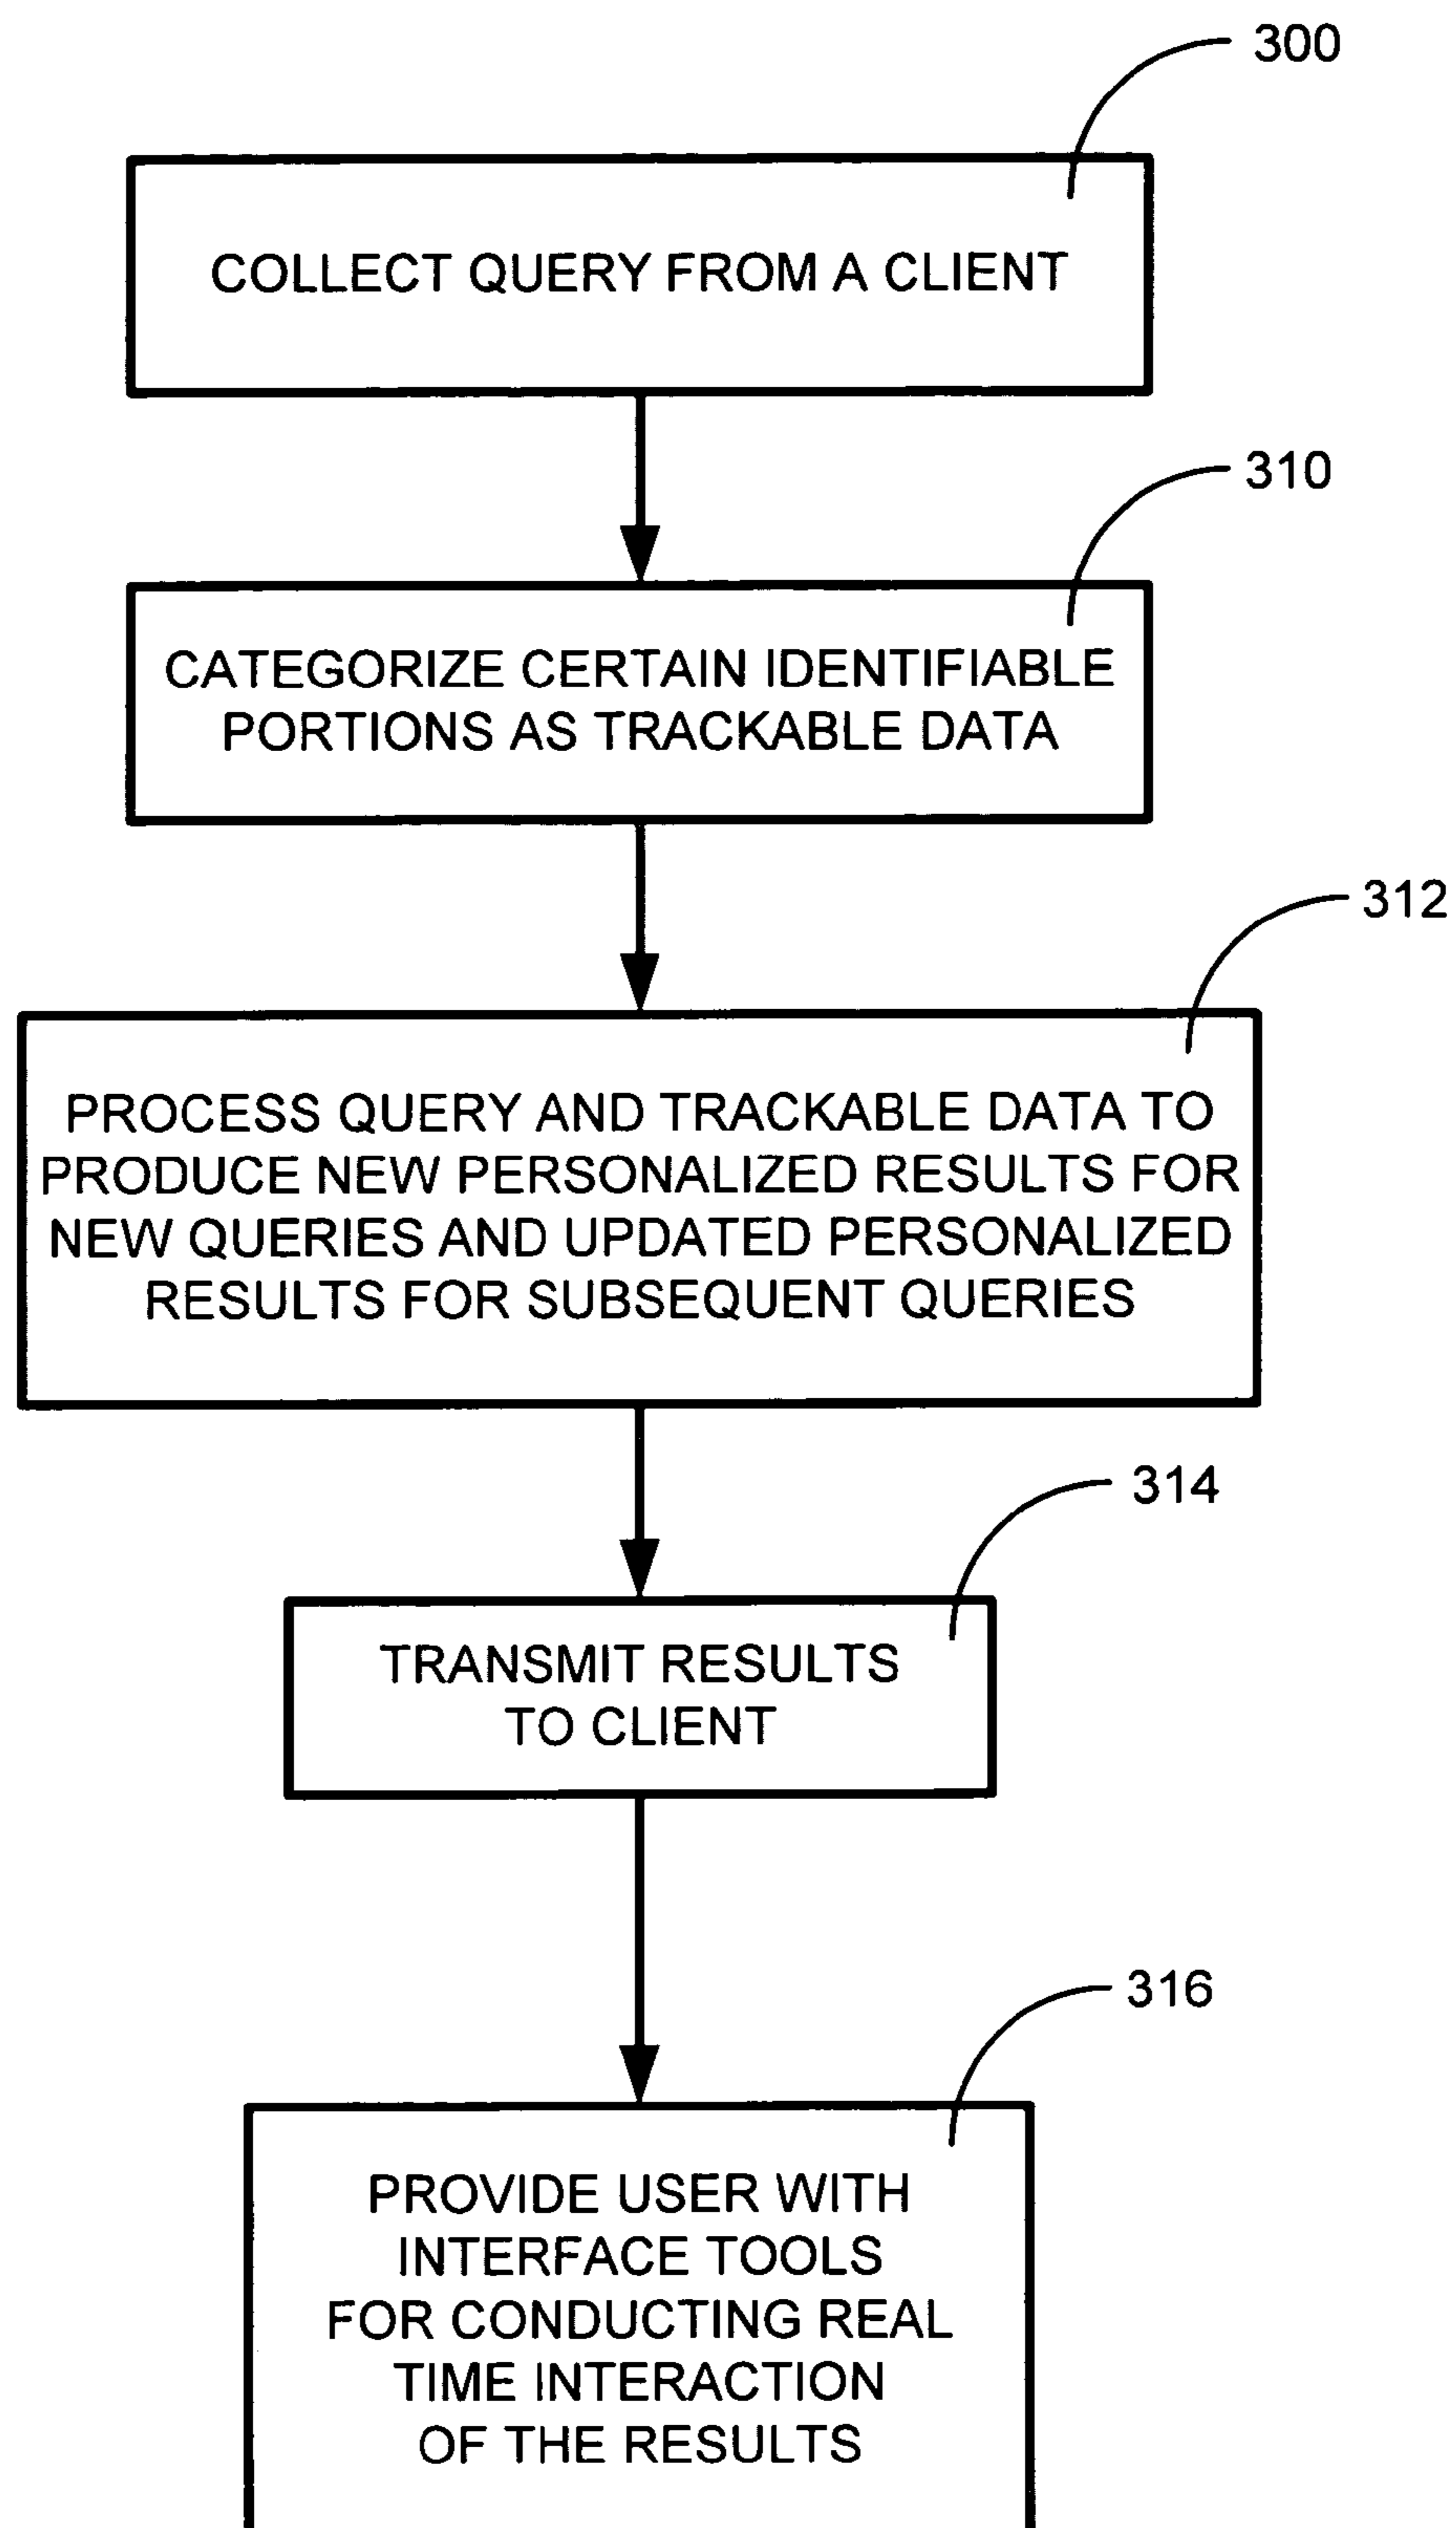 300
COLLECT QUERY FROM A CLIENT
310
CATEGORIZE CERTAIN IDENTIFIABLE
PORTIONS AS TRACKABLE DATA
312
PROCESS QUERY AND TRACKABLE DATA TO
PRODUCE NEW PERSONALIZED RESULTS FOR
NEW QUERIES AND UPDATED PERSONALIZED
RESULTS FOR SUBSEQUENT QUERIES
314
TRANSMIT RESULTS
TO CLIENT
316
PROVIDE USER WITH
INTERFACE TOOLS
FOR CONDUCTING REAL
TIME INTERACTION
OF THE RESULTS